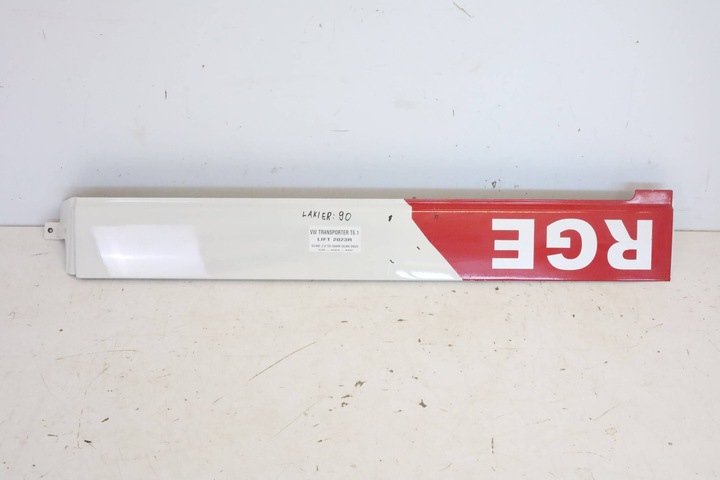 LAKIER: 90
VW TRANSPORTER T6.1
LIFT 2023R
RGE